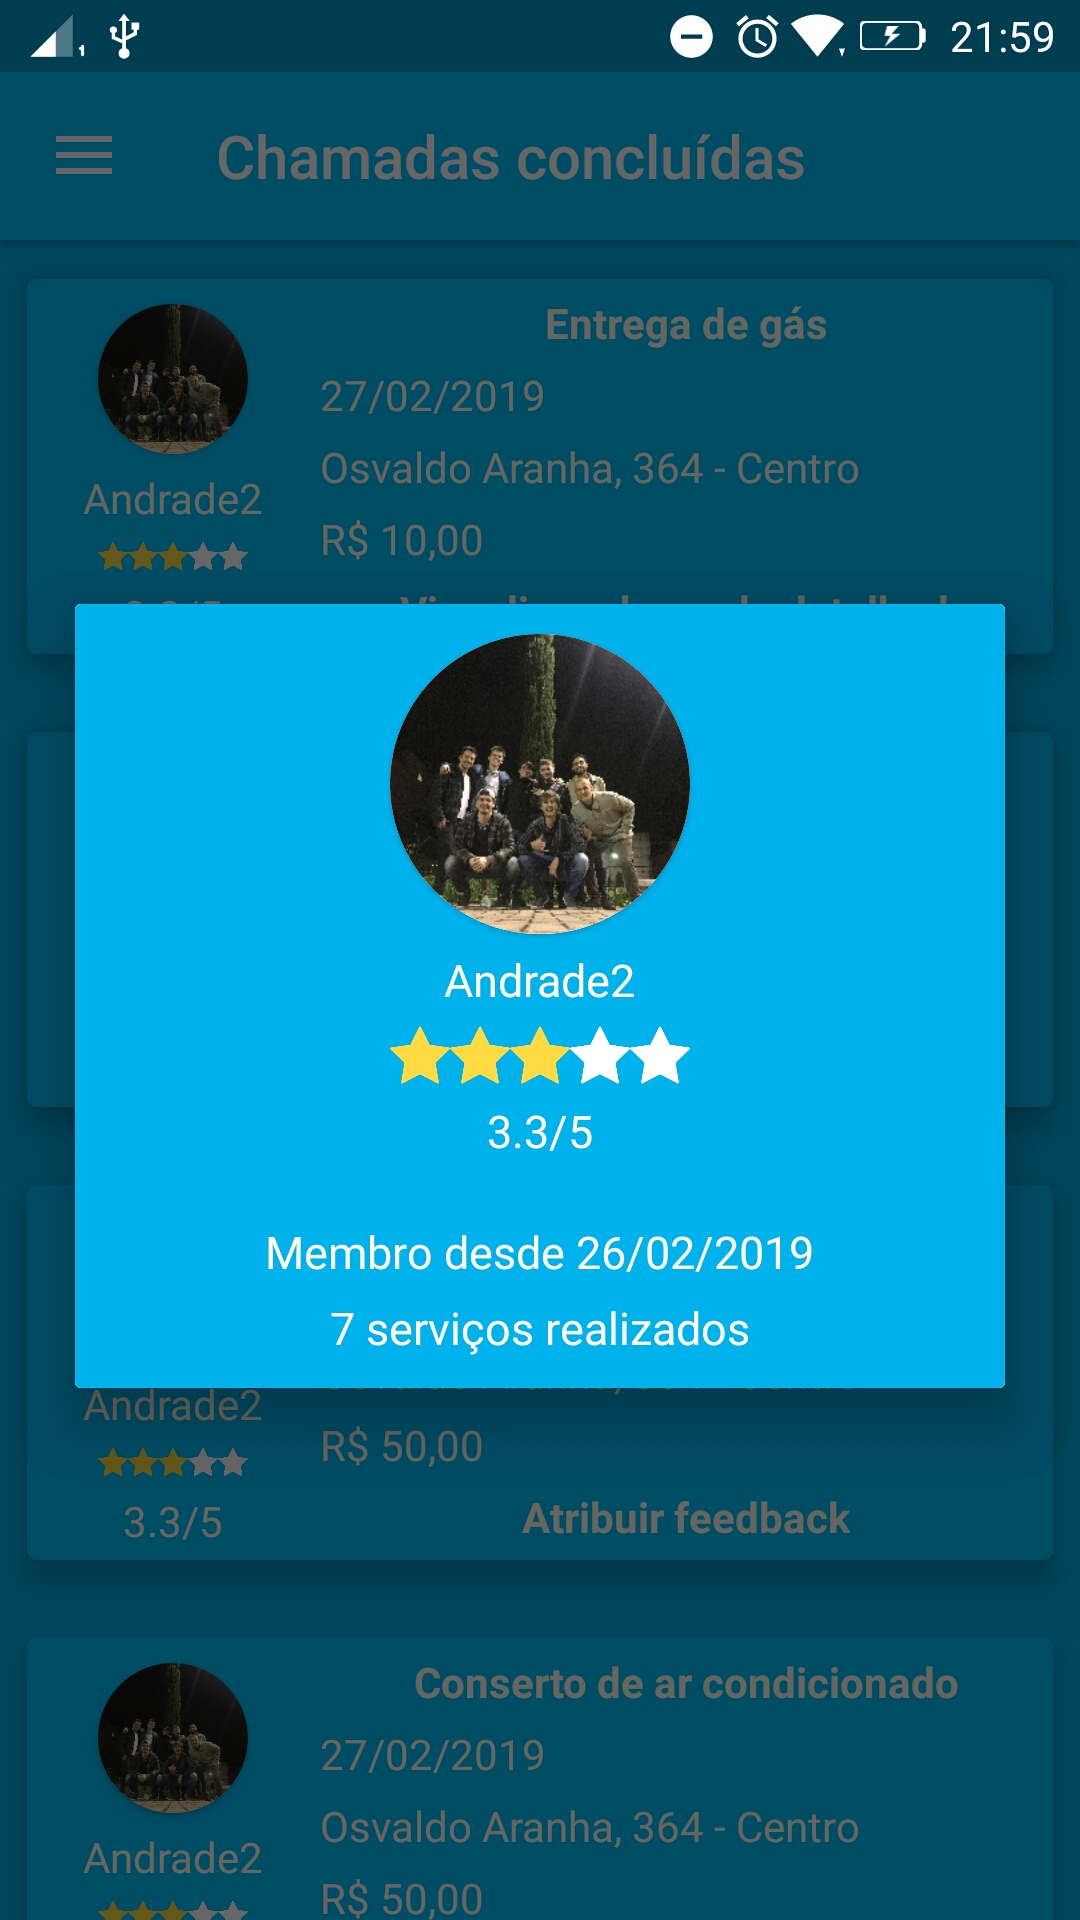 21:59
Chamadas concluídas
Entrega de gás
27/02/2019
Osvaldo Aranha, 364 - Centro
Andrade2
R$ 10,00
Andrade2
3.3/5
Membro desde 26/02/2019
7 serviços realizados
Andrade2
R$ 50,00
3.3/5
Atribuir feedback
Conserto de ar condicionado
27/02/2019
Osvaldo Aranha, 364 - Centro
Andrade2
R$ 50,00